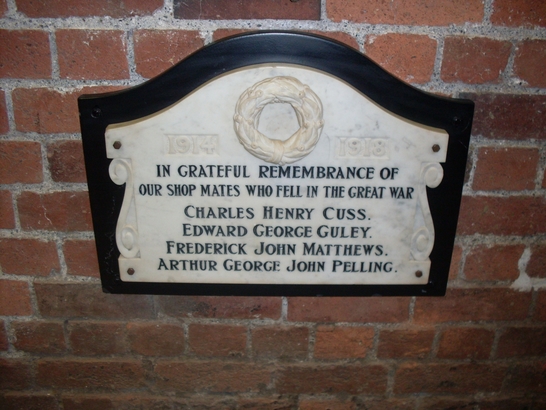 1914 1918
IN GRATEFUL REMEMBRANCE OF
OUR SHOP MATES WHO FELL IN THE GREAT WAR
CHARLES HENRY CUSS.
EDWARD GEORGE GULEY.
FREDERICK JOHN MATTHEWS.
ARTHUR GEORGE JOHN PELLING.